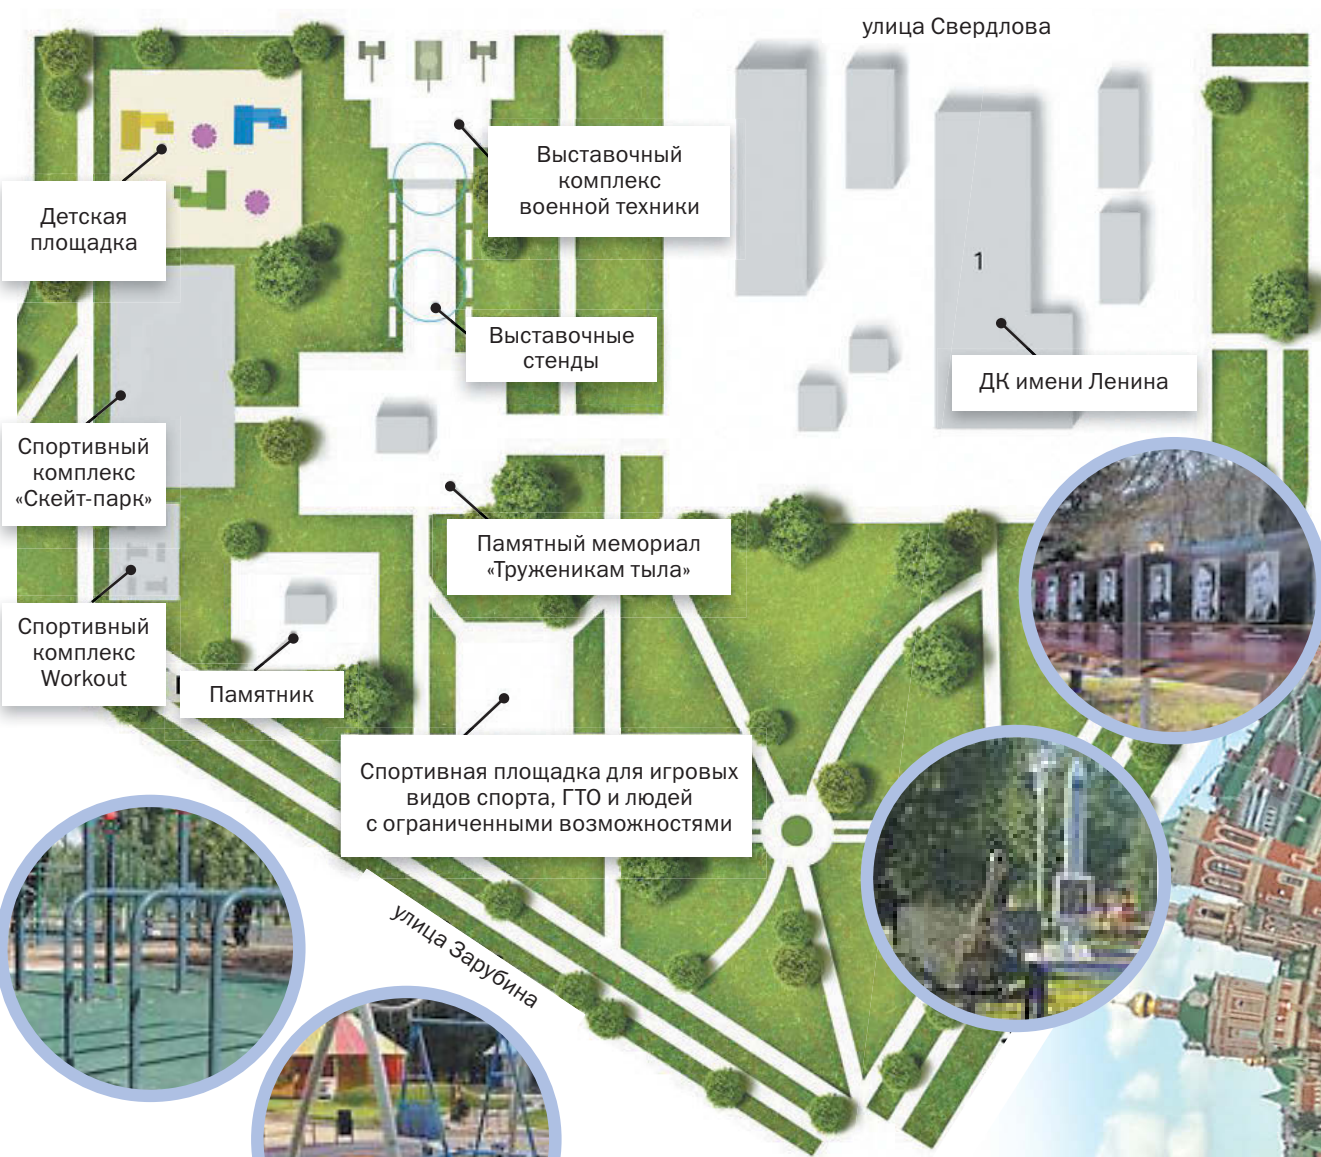 улица Свердлова
Выставочный
комплекс
военной техники
Детская
площадка
1
Выставочные
стенды
ДК имени Ленина
Спортивный
комплекс
«Скейт-парк»
Памятный мемориал
«Труженикам тыла»
Спортивный
комплекс
Workout
Памятник
Спортивная площадка для игровых
видов спорта, ГТО и людей
с ограниченными возможностями
улица Зарубина